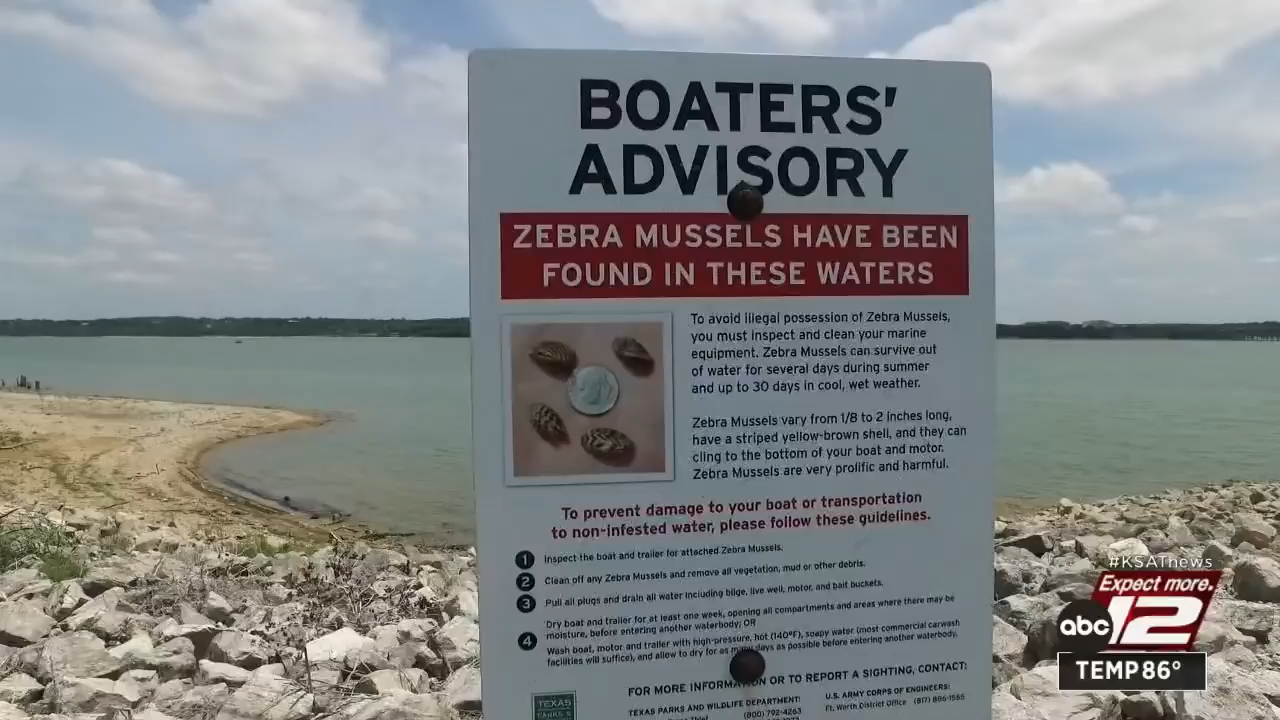 BOATERS'
ADVISORY
ZEBRA MUSSELS HAVE BEEN
FOUND IN THESE WATERS
To avoid illegal possession of Zebra Mussels,
you must inspect and clean your marine
equipment. Zebra Mussels can survive out
of water for several days during summer
and up to 30 days in cool, wet weather.
Zebra Mussels vary from 1/8 to 2 inches long,
have a striped yellow-brown shell, and they can
cling to the bottom of your boat and motor.
Zebra Mussels are very prolific and harmful.
To prevent damage to your boat or transportation
to non-infested water, please follow these guidelines.
1 Inspect the boat and trailer for attached Zebra Mussels.
2 Clean off any Zebra Mussels and remove all vegetation, mud or other debris.
3 Pull all plugs and drain all water including bilge, live well, motor, and bait buckets.
4 Dry boat and trailer for at least one week, opening all compartments and areas where there may be
moisture, before entering another waterbody; OR
Wash boat, motor and trailer with high-pressure, hot (140°F), soapy water (most commercial carwash
facilities will suffice), and allow to dry for as many days as possible before entering another waterbody.
FOR MORE INFORMATION OR TO REPORT A SIGHTING, CONTACT:
TEXAS PARKS AND WILDLIFE DEPARTMENT:
(800) 792-4263
U.S. ARMY CORPS OF ENGINEERS:
Ft. Worth District Office (817) 886-1565
TEXAS
PARKS &
#KSATnews
Expect more.
abc 12
TEMP 86°